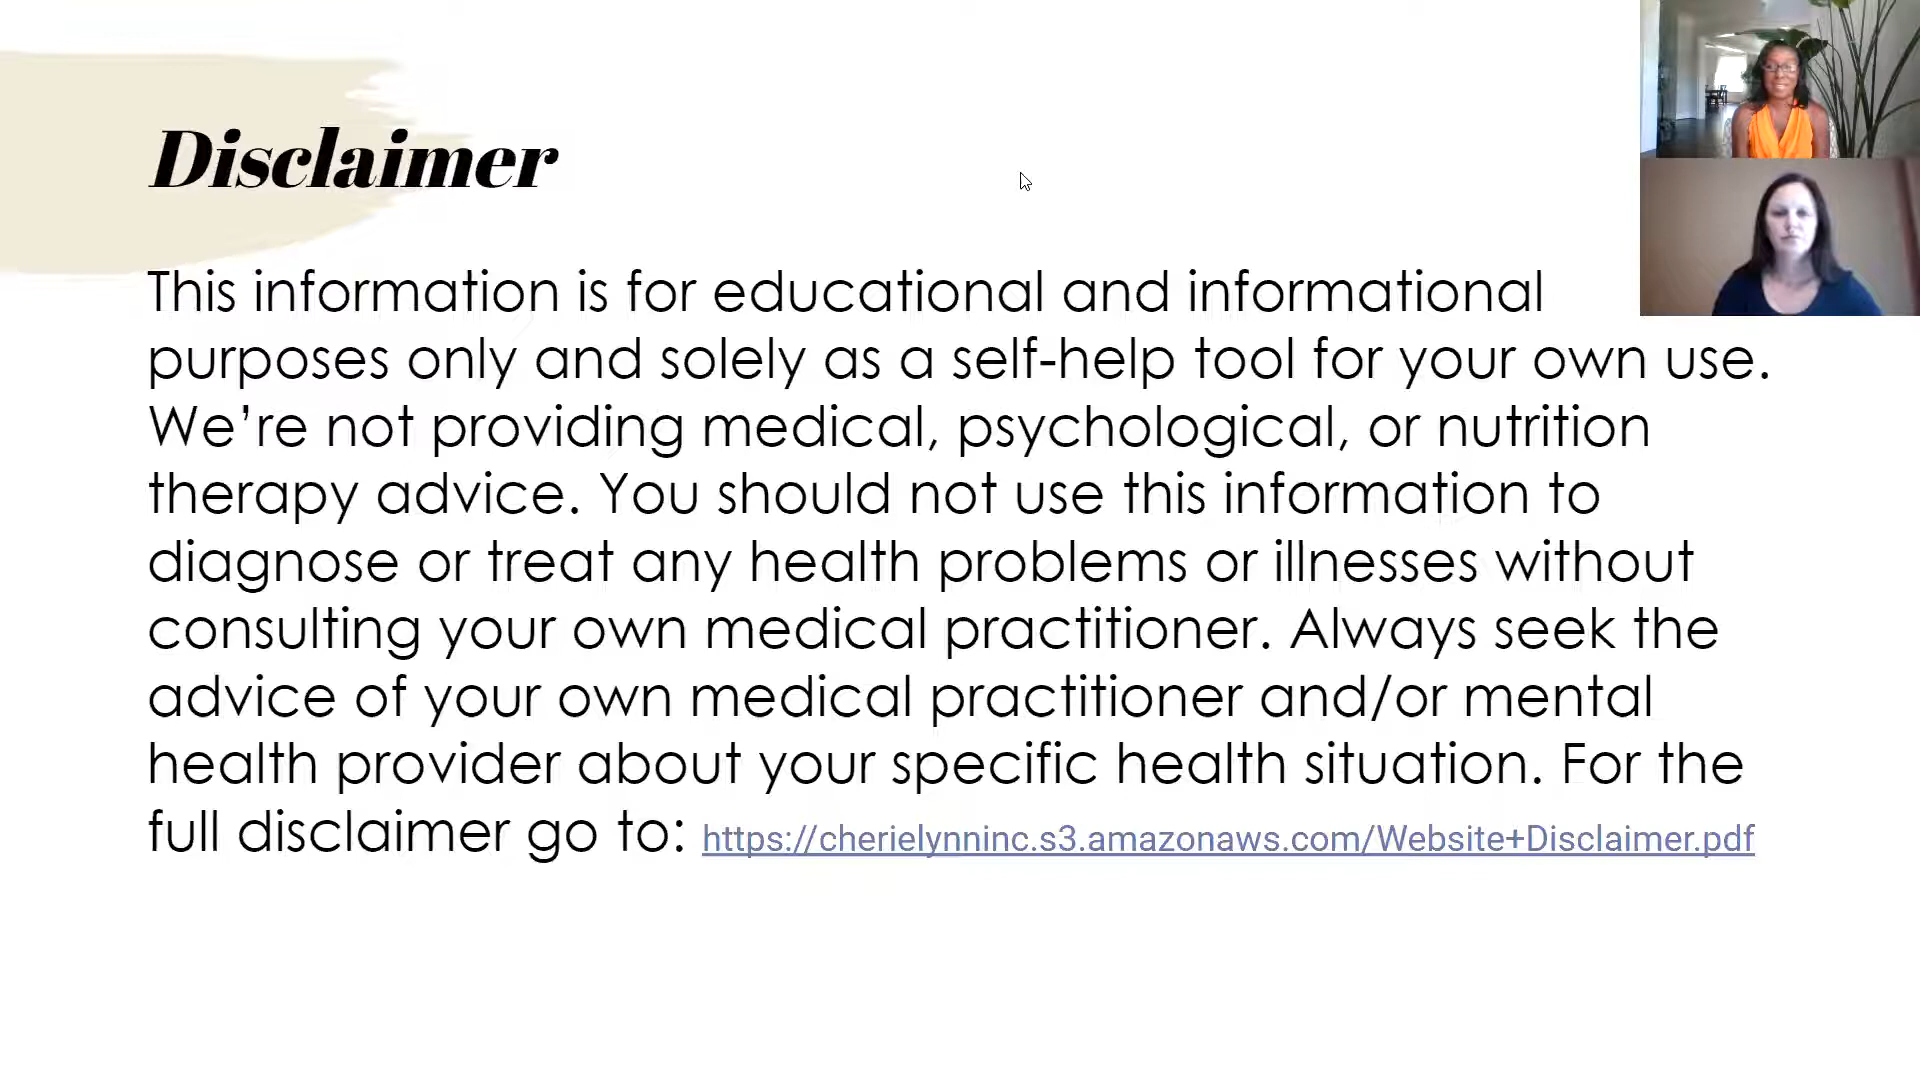 Disclaimer
This information is for educational and informational
purposes only and solely as a self-help tool for your own use.
We’re not providing medical, psychological, or nutrition
therapy advice. You should not use this information to
diagnose or treat any health problems or illnesses without
consulting your own medical practitioner. Always seek the
advice of your own medical practitioner and/or mental
health provider about your specific health situation. For the
full disclaimer go to: https://cherielynninc.s3.amazonaws.com/Website+Disclaimer.pdf